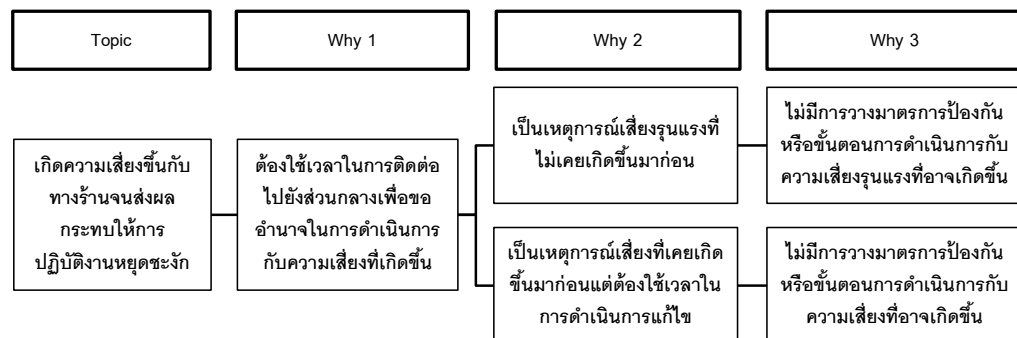 Topic
Why 1
Why 2
Why 3
เกิดความเสี่ยงขึ้นกับ
ทางร้านจนส่งผล
กระทบให้การ
ปฏิบัติงานหยุดชะงัก
ต้องใช้เวลาในการติดต่อ
ไปยังส่วนกลางเพื่อขอ
อำนาจในการดำเนินการ
กับความเสี่ยงที่เกิดขึ้น
เป็นเหตุการณ์เสี่ยงรุนแรงที่
ไม่เคยเกิดขึ้นมาก่อน
ไม่มีการวางมาตรการป้องกัน
หรือขั้นตอนการดำเนินการกับ
ความเสี่ยงรุนแรงที่อาจเกิดขึ้น
เป็นเหตุการณ์เสี่ยงที่เคยเกิด
ขึ้นมาก่อนแต่ต้องใช้เวลาใน
การดำเนินการแก้ไข
ไม่มีการวางมาตรการป้องกัน
หรือขั้นตอนการดำเนินการกับ
ความเสี่ยงที่อาจเกิดขึ้น